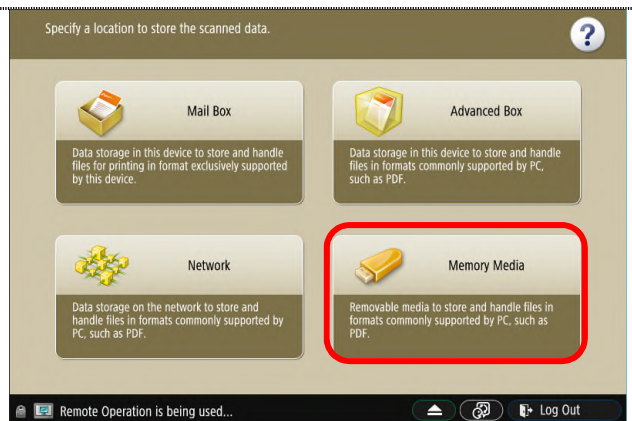 Specify a location to store the scanned data.
?
Mail Box
Data storage in this device to store and handle
files for printing in format exclusively supported
by this device.
Advanced Box
Data storage in this device to store and handle
files in formats commonly supported by PC,
such as PDF.
Network
Data storage on the network to store and
handle files in formats commonly supported by
PC, such as PDF.
Memory Media
Removable media to store and handle files in
formats commonly supported by PC, such as
PDF.
Remote Operation is being used...
Log Out